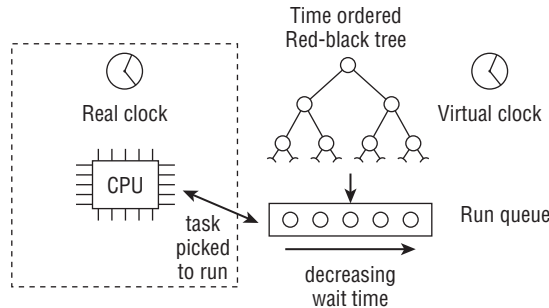 Time ordered
Red-black tree
Real clock
Virtual clock
CPU
task
picked
to run
Run queue
decreasing
wait time